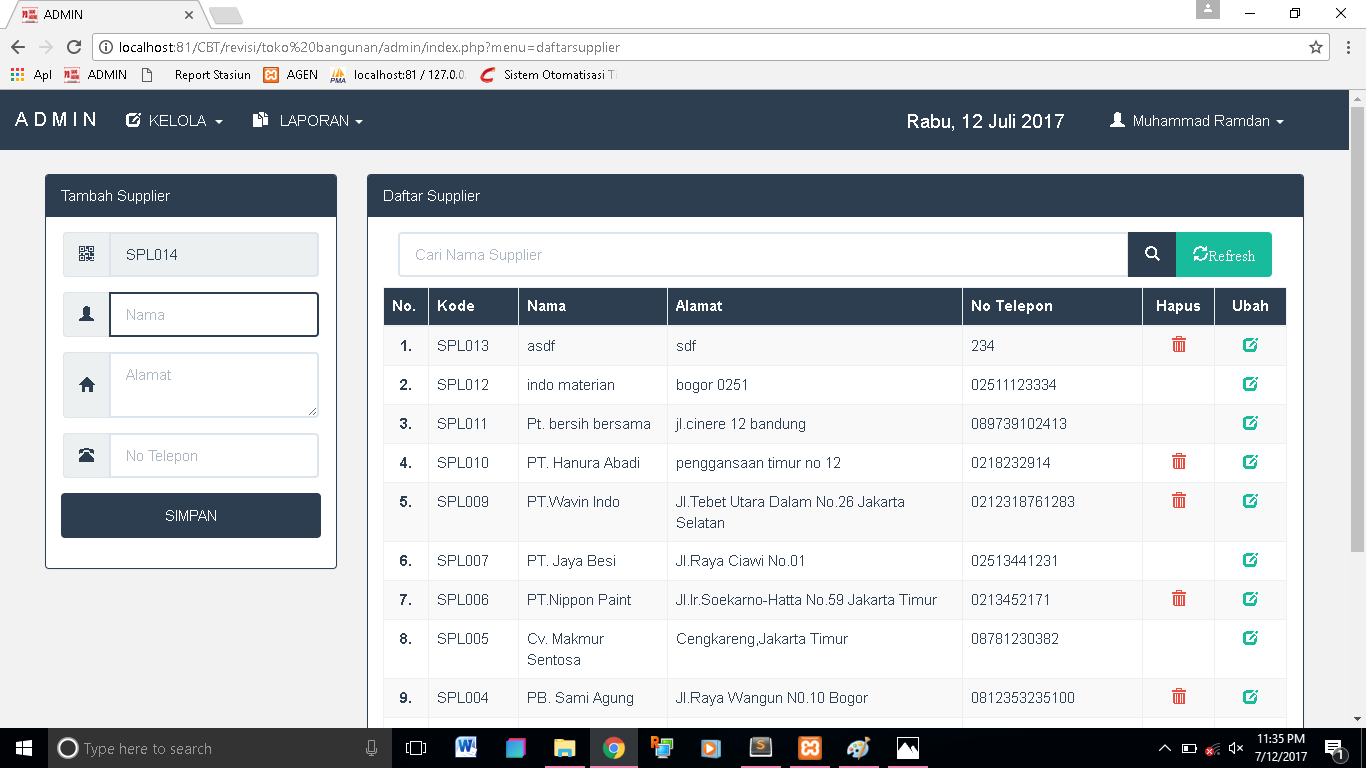 ADMIN
localhost:81/CBT/revisi/toko%20bangunan/admin/index.php?menu=daftarsupplier
Apl ADMIN Report Stasiun AGEN localhost:81 / 127.0.0. Sistem Otomatisasi Ti
ADMIN KELOLA LAPORAN Rabu, 12 Juli 2017 Muhammad Ramdan
Tambah Supplier
SPL014
Nama
Alamat
No Telepon
SIMPAN
Daftar Supplier
Cari Nama Supplier Refresh
No. Kode Nama Alamat No Telepon Hapus Ubah
1. SPL013 asdf sdf 234
2. SPL012 indo materian bogor 0251 02511123334
3. SPL011 Pt. bersih bersama jl.cinere 12 bandung 089739102413
4. SPL010 PT. Hanura Abadi penggansaan timur no 12 0218232914
5. SPL009 PT.Wavin Indo Jl.Tebet Utara Dalam No.26 Jakarta 0212318761283
Selatan
6. SPL007 PT. Jaya Besi Jl.Raya Ciawi No.01 02513441231
7. SPL006 PT.Nippon Paint Jl.Ir.Soekarno-Hatta No.59 Jakarta Timur 0213452171
8. SPL005 Cv. Makmur Cengkareng,Jakarta Timur 08781230382
Sentosa
9. SPL004 PB. Sami Agung Jl.Raya Wangun N0.10 Bogor 0812353235100
Type here to search
11:35 PM
7/12/2017
1